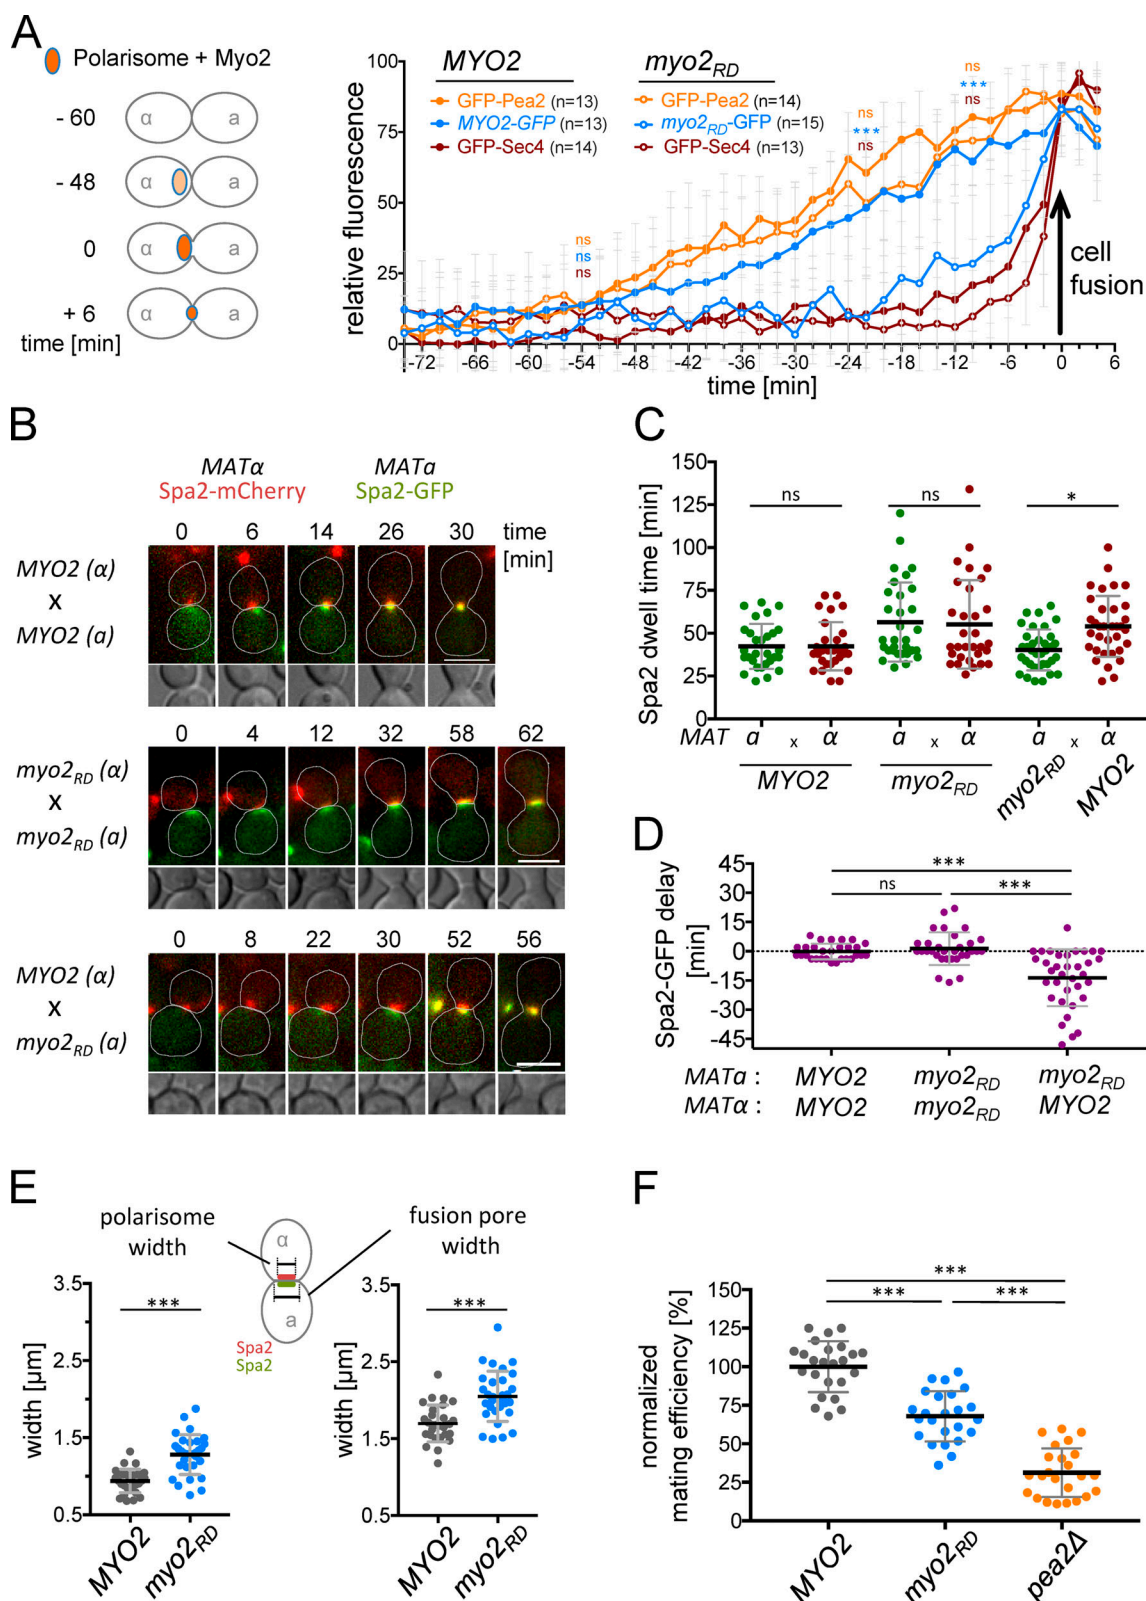 A
Polarisome + Myo2
- 60
α a
- 48
α a
0
α a
+ 6
α a
time [min]
MYO2 myo2RD
GFP-Pea2 (n=13) GFP-Pea2 (n=14)
MYO2-GFP (n=13) myo2RD-GFP (n=15)
GFP-Sec4 (n=14) GFP-Sec4 (n=13)
ns
ns
ns
ns
***
ns
ns
***
ns
cell
fusion
relative fluorescence
100
75
50
25
0
-72 -66 -60 -54 -48 -42 -36 -30 -24 -18 -12 -6 0 6
time [min]
B
MATα MATa
Spa2-mCherry Spa2-GFP
0 6 14 26 30 time
[min]
MYO2 (α)
x
MYO2 (a)
0 4 12 32 58 62
myo2RD (α)
x
myo2RD (a)
0 8 22 30 52 56
MYO2 (α)
x
myo2RD (a)
C
Spa2 dwell time [min]
150
125
100
75
50
25
0
ns ns *
MAT a x α a x α a x α
MYO2 myo2RD myo2RD MYO2
D
Spa2-GFP delay
[min]
45
30
15
0
-15
-30
-45
***
ns ***
MATa : MYO2 myo2RD myo2RD
MATα : MYO2 myo2RD MYO2
E
polarisome
width
fusion pore
width
α
a
Spa2
Spa2
width [µm]
3.5
2.5
1.5
0.5
***
MYO2 myo2RD
width [µm]
3.5
2.5
1.5
0.5
***
MYO2 myo2RD
F
normalized
mating efficiency [%]
150
125
100
75
50
25
0
***
*** ***
MYO2 myo2RD pea2Δ